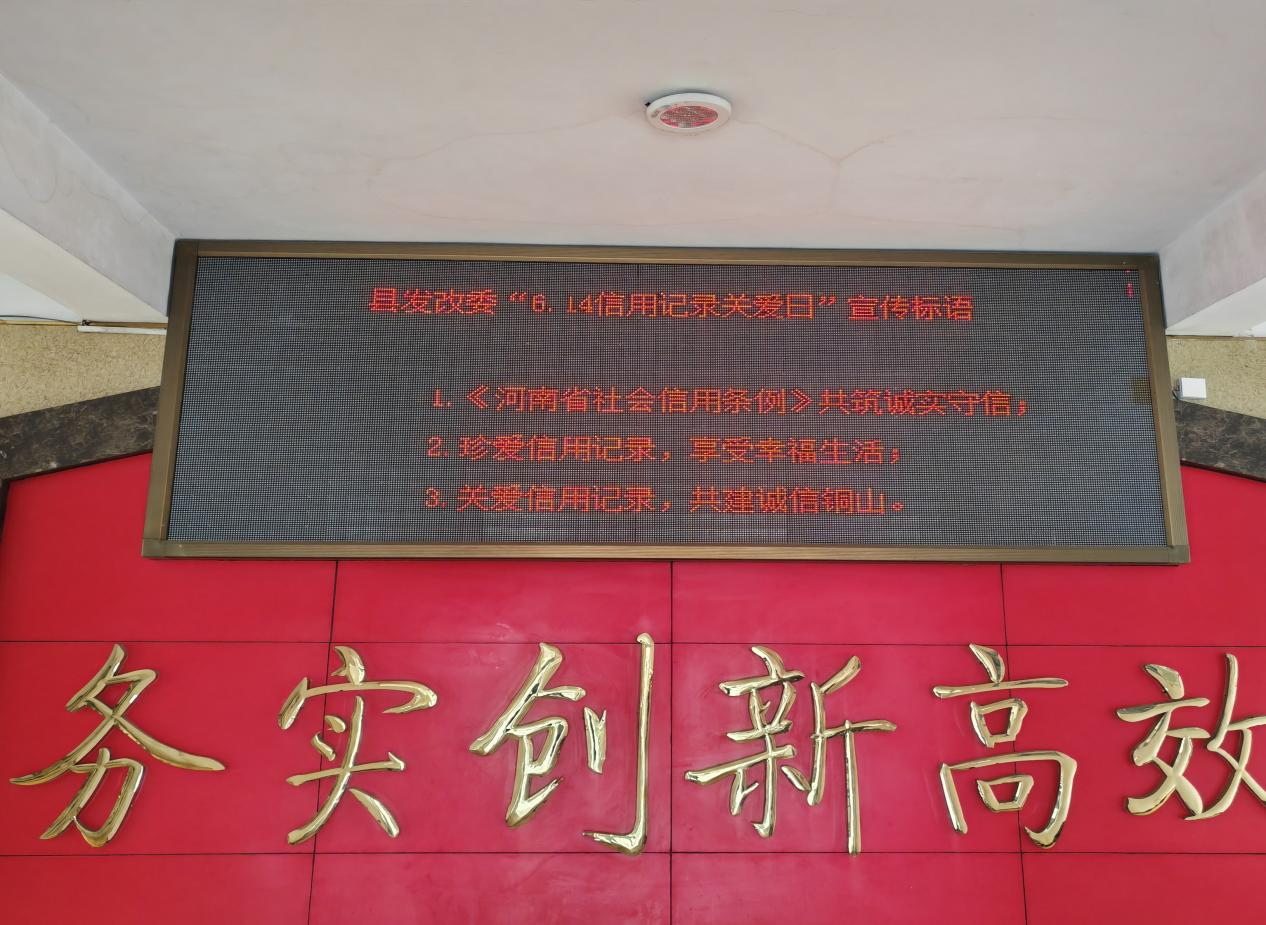 县发改委“6.14信用记录关爱日”宣传标语
1.《河南省社会信用条例》共筑诚实守信；
2.珍爱信用记录，享受幸福生活；
3.关爱信用记录，共建诚信铜山。
务实创新高效